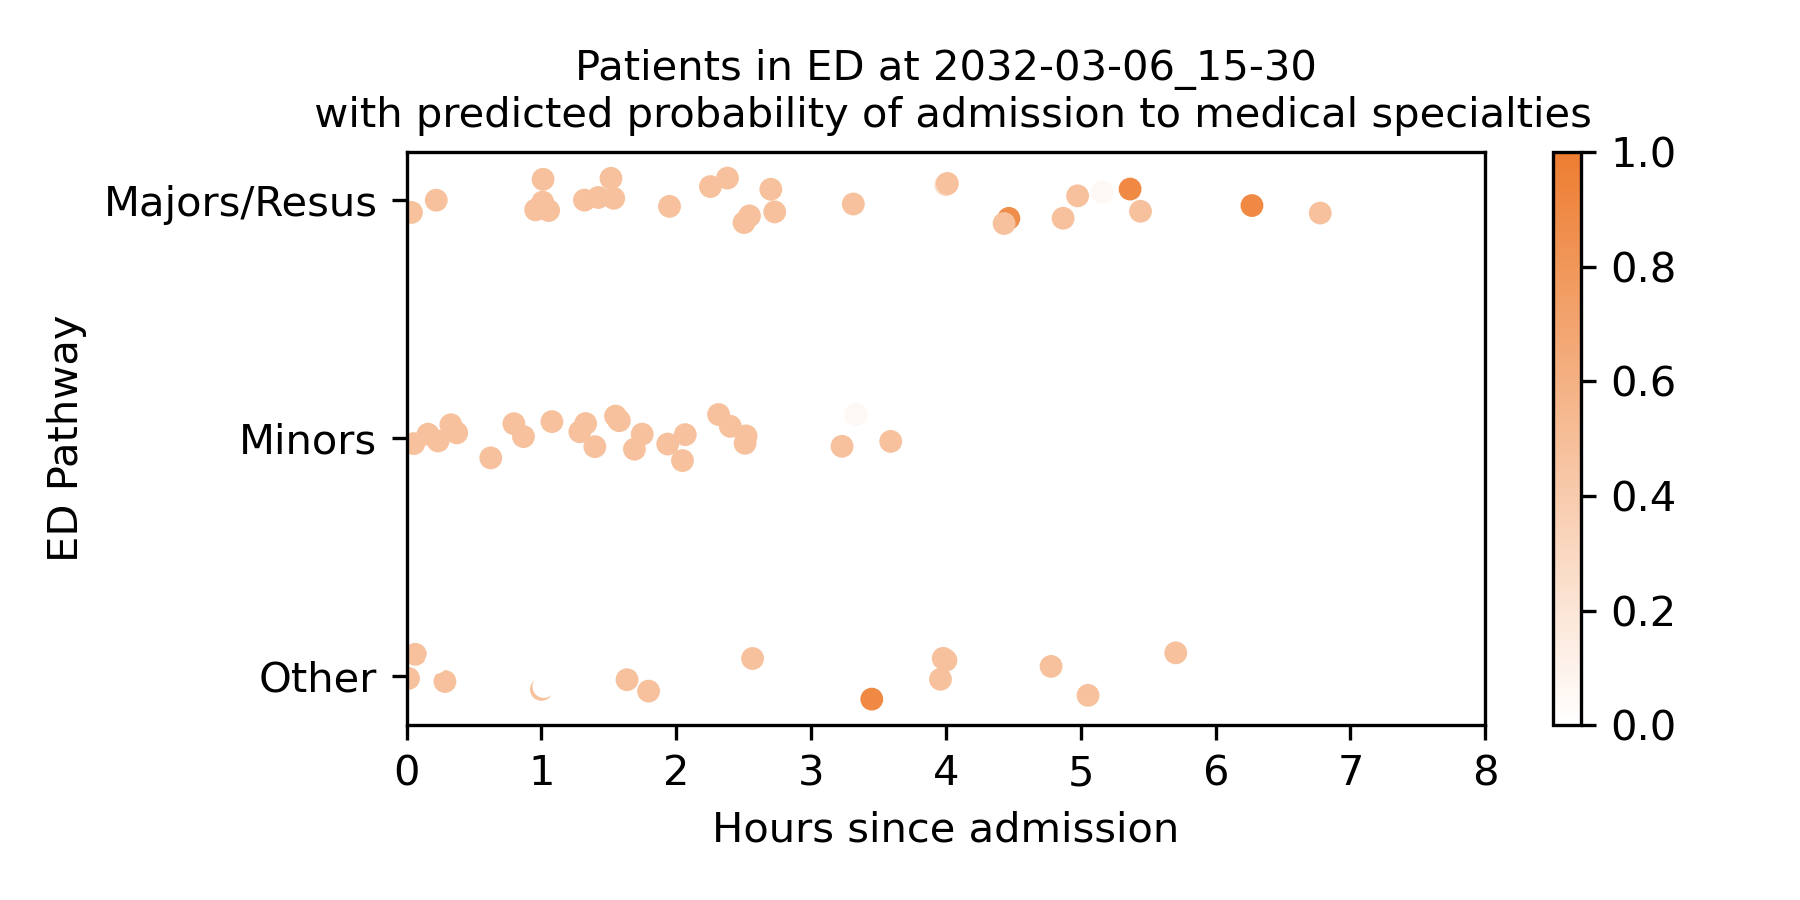 Patients in ED at 2032-03-06_15-30
with predicted probability of admission to medical specialties
Majors/Resus
Minors
Other
ED Pathway
0 1 2 3 4 5 6 7 8
Hours since admission
1.0
0.8
0.6
0.4
0.2
0.0